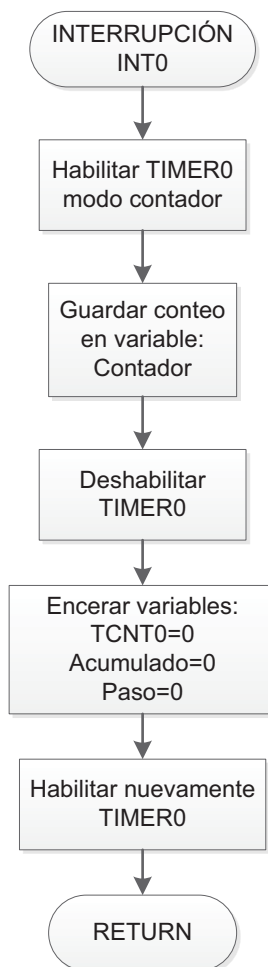 INTERRUPCIÓN
INT0
Habilitar TIMER0
modo contador
Guardar conteo
en variable:
Contador
Deshabilitar
TIMER0
Encerar variables:
TCNT0=0
Acumulado=0
Paso=0
Habilitar nuevamente
TIMER0
RETURN